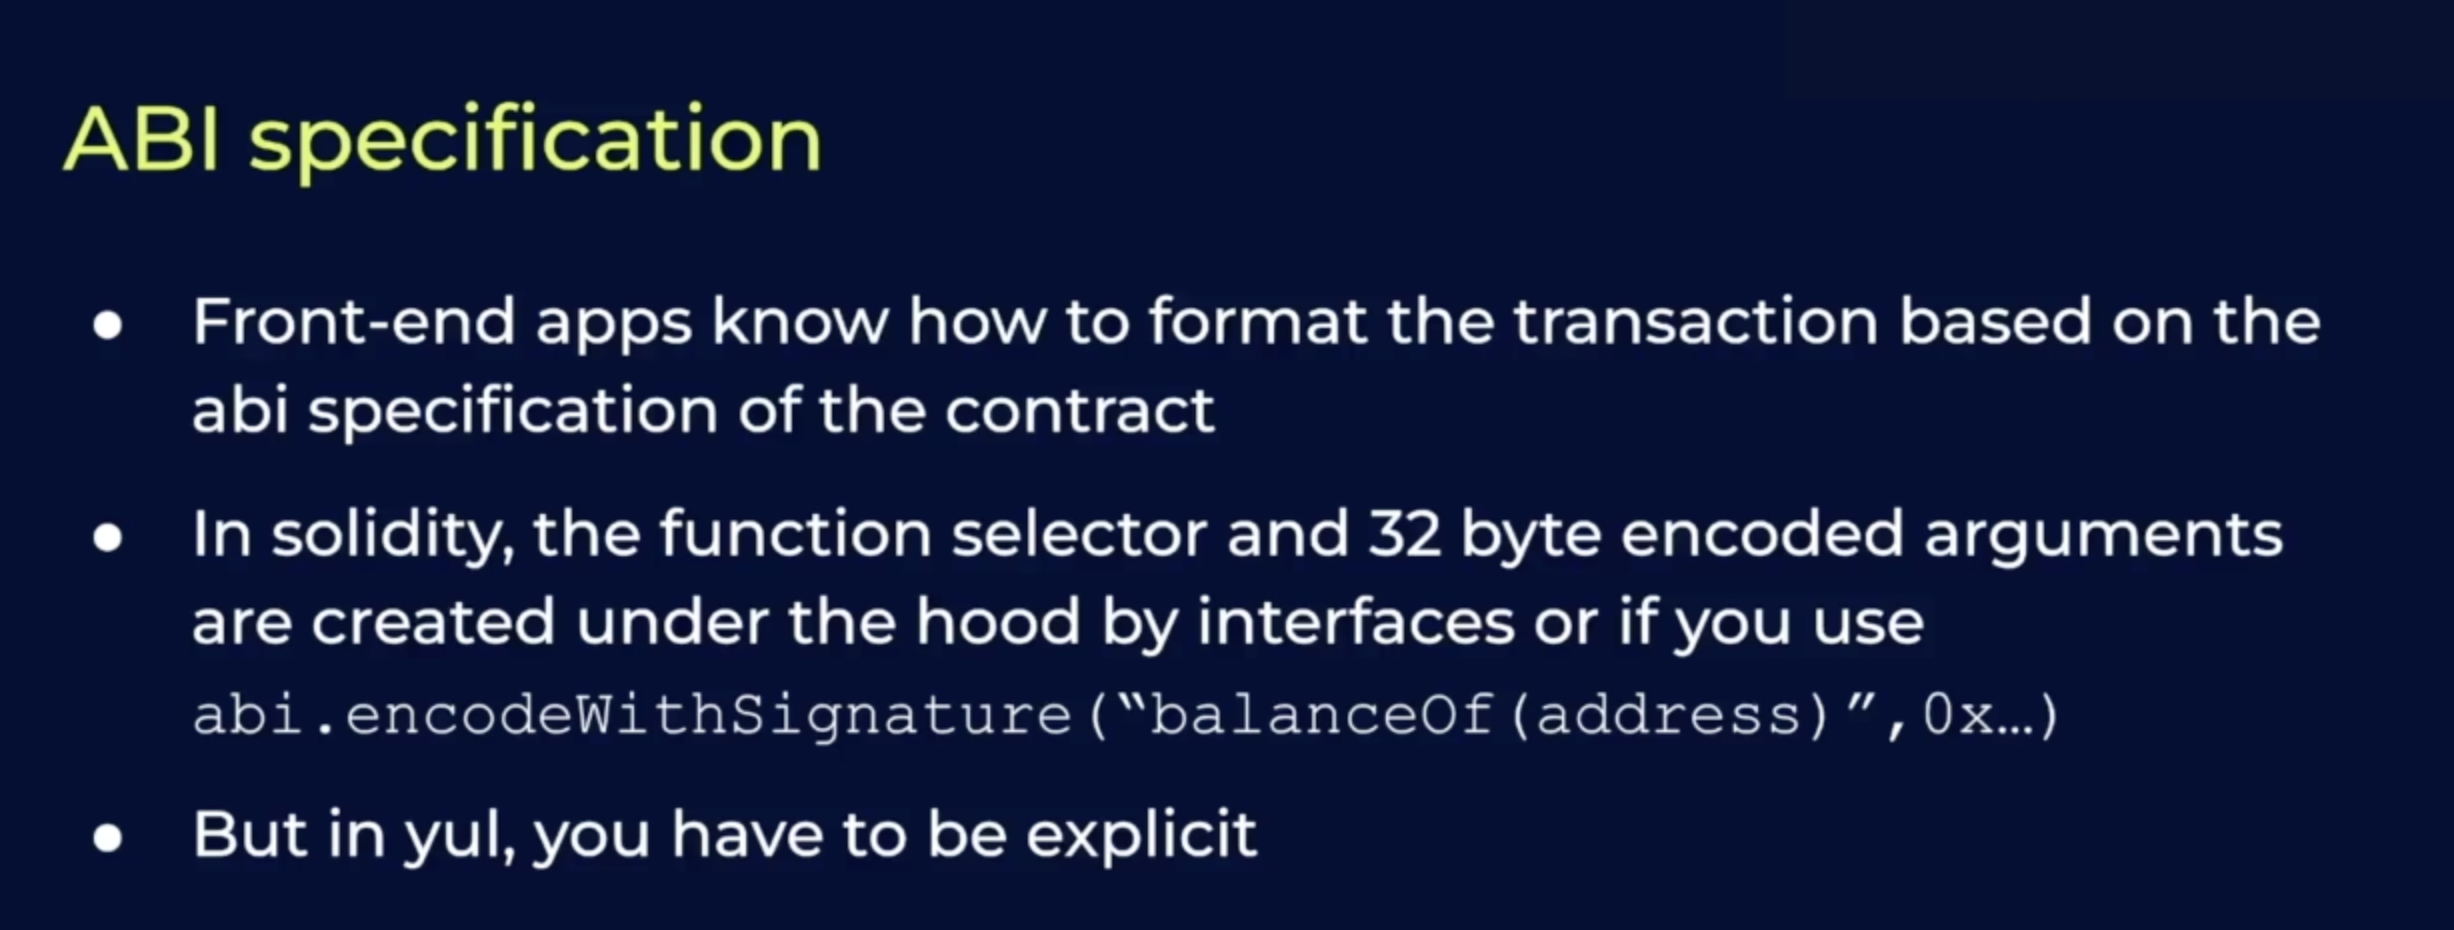 ABI specification
● Front-end apps know how to format the transaction based on the
abi specification of the contract
● In solidity, the function selector and 32 byte encoded arguments
are created under the hood by interfaces or if you use
abi.encodeWithSignature(“balanceOf(address)”,0x…)
● But in yul, you have to be explicit